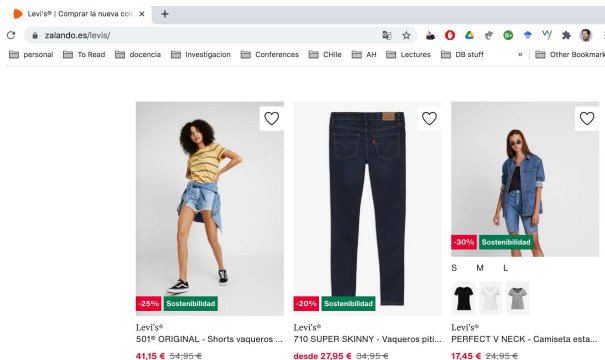 Levi's® | Comprar la nueva cole
zalando.es/levis/
personal To Read docencia Investigacion Conferences CHile AH Lectures DB stuff » Other Bookmark
-30% Sostenibilidad
S M L
-25% Sostenibilidad
-20% Sostenibilidad
Levi's® Levi's® Levi's®
501® ORIGINAL - Shorts vaqueros ... 710 SUPER SKINNY - Vaqueros piti... PERFECT V NECK - Camiseta esta...
41,15 € 54,95 € desde 27,95 € 34,95 € 17,45 € 24,95 €